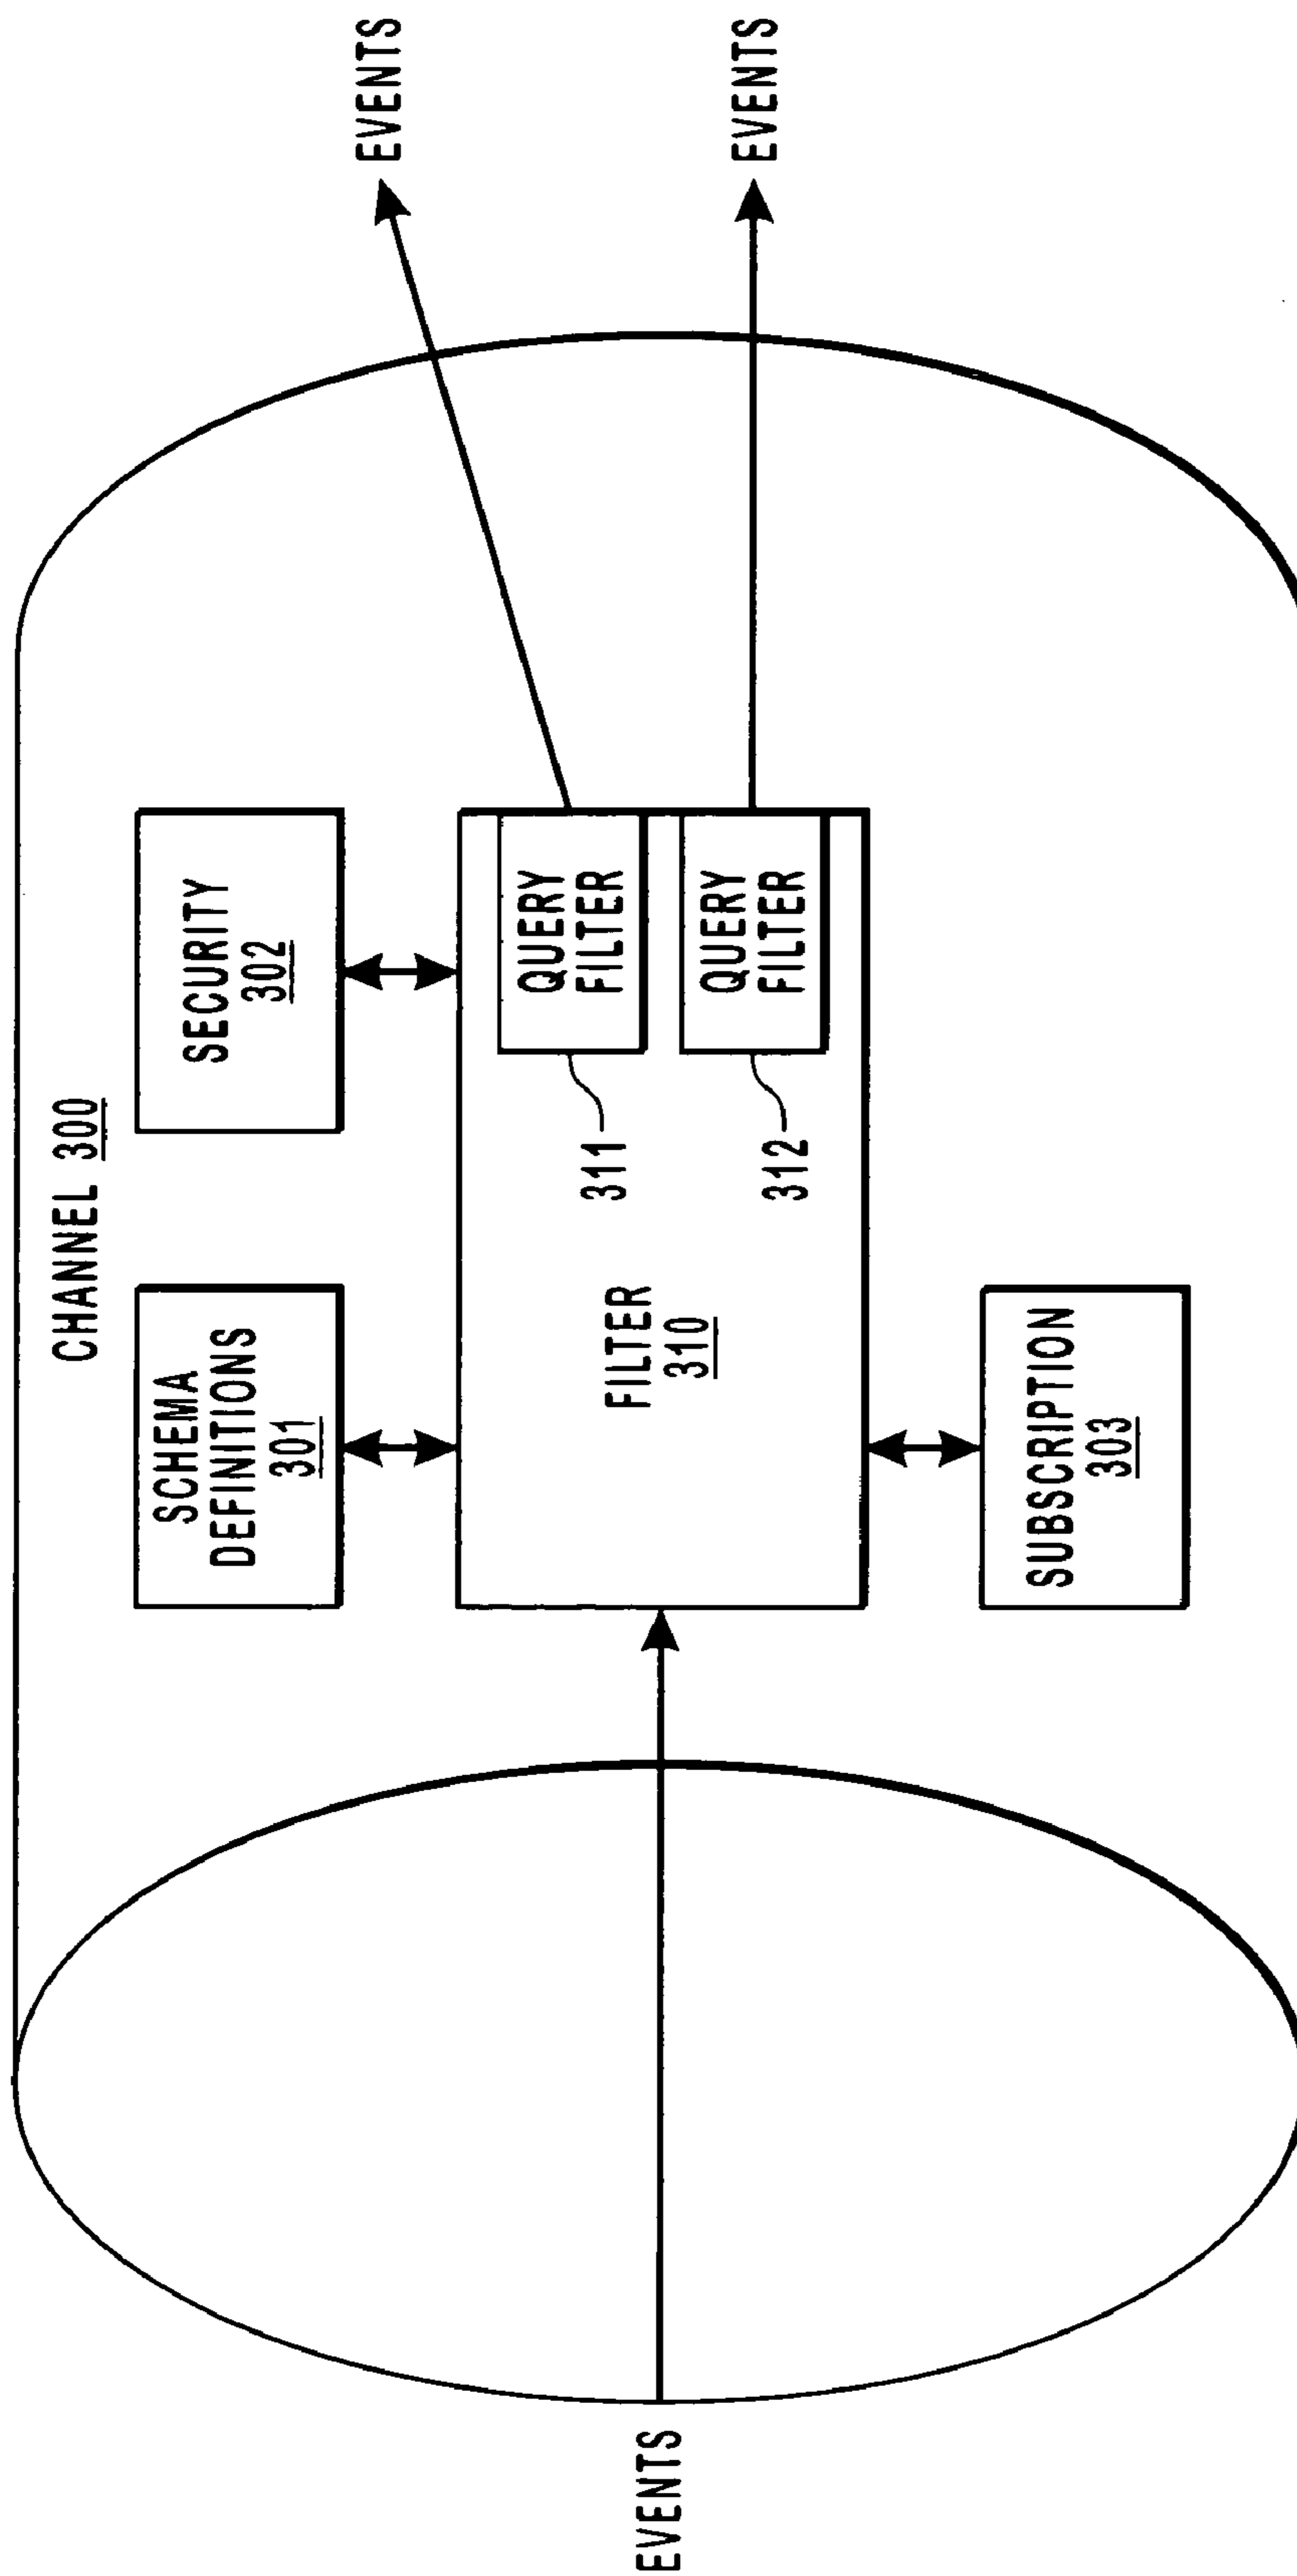 CHANNEL 300
SCHEMA
DEFINITIONS
301
SECURITY
302
EVENTS
FILTER
310
QUERY
FILTER
311
QUERY
FILTER
312
EVENTS
EVENTS
SUBSCRIPTION
303